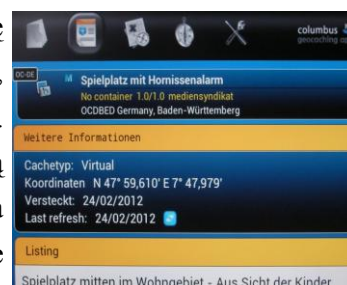 columbus
geocaching ap
OC-DE
M Spielplatz mit Hornissenalarm
No container 1.0/1.0 mediensyndikat
OCDBED Germany, Baden-Württemberg
Weitere Informationen
Cachetyp: Virtual
Koordinaten N 47° 59,610' E 7° 47,979'
Versteckt: 24/02/2012
Last refresh: 24/02/2012
Listing
Spielplatz mitten im Wohngebiet - Aus Sicht der Kinder